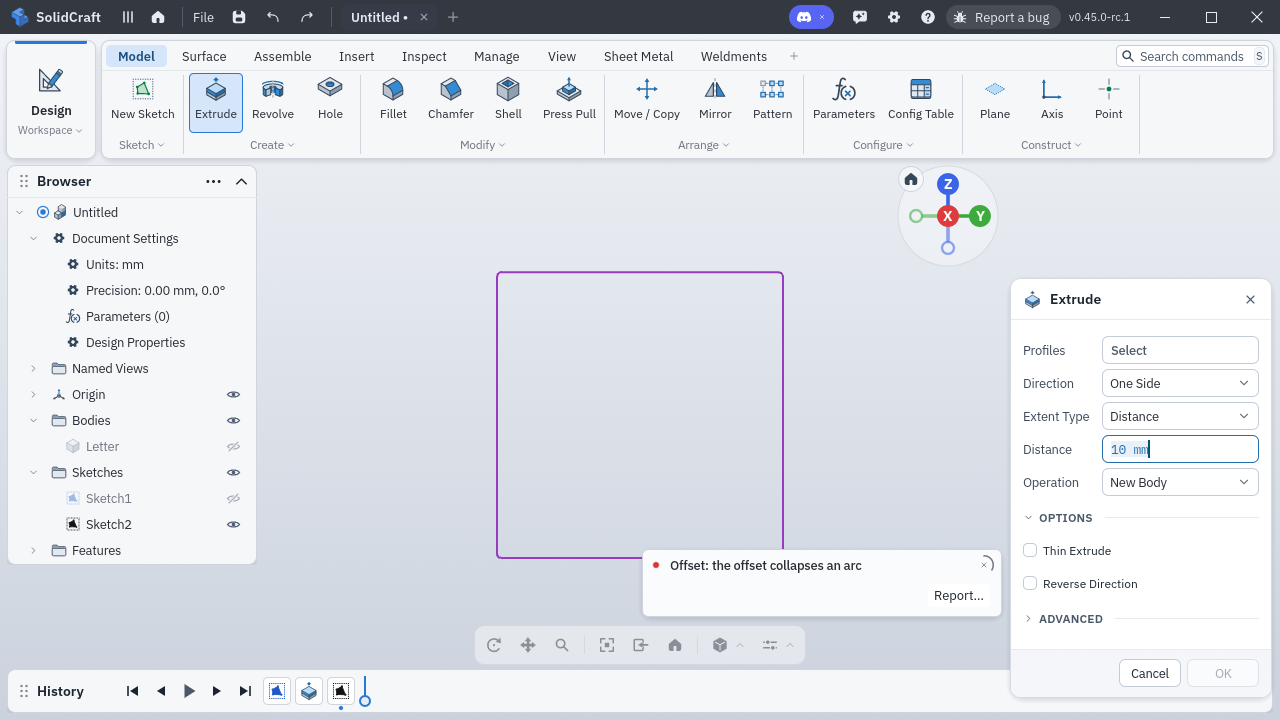 SolidCraft
File
Untitled •
Report a bug
v0.45.0-rc.1
Design
Workspace
Model
Surface
Assemble
Insert
Inspect
Manage
View
Sheet Metal
Weldments
Search commands
S
New Sketch
Extrude
Revolve
Hole
Fillet
Chamfer
Shell
Press Pull
Move / Copy
Mirror
Pattern
Parameters
Config Table
Plane
Axis
Point
Sketch
Create
Modify
Arrange
Configure
Construct
Browser
Untitled
Document Settings
Units: mm
Precision: 0.00 mm, 0.0°
Parameters (0)
Design Properties
Named Views
Origin
Bodies
Letter
Sketches
Sketch1
Sketch2
Features
Z
X
Y
Extrude
Profiles
Select
Direction
One Side
Extent Type
Distance
Distance
10 mm
Operation
New Body
OPTIONS
Thin Extrude
Reverse Direction
ADVANCED
Cancel
OK
Offset: the offset collapses an arc
Report...
History